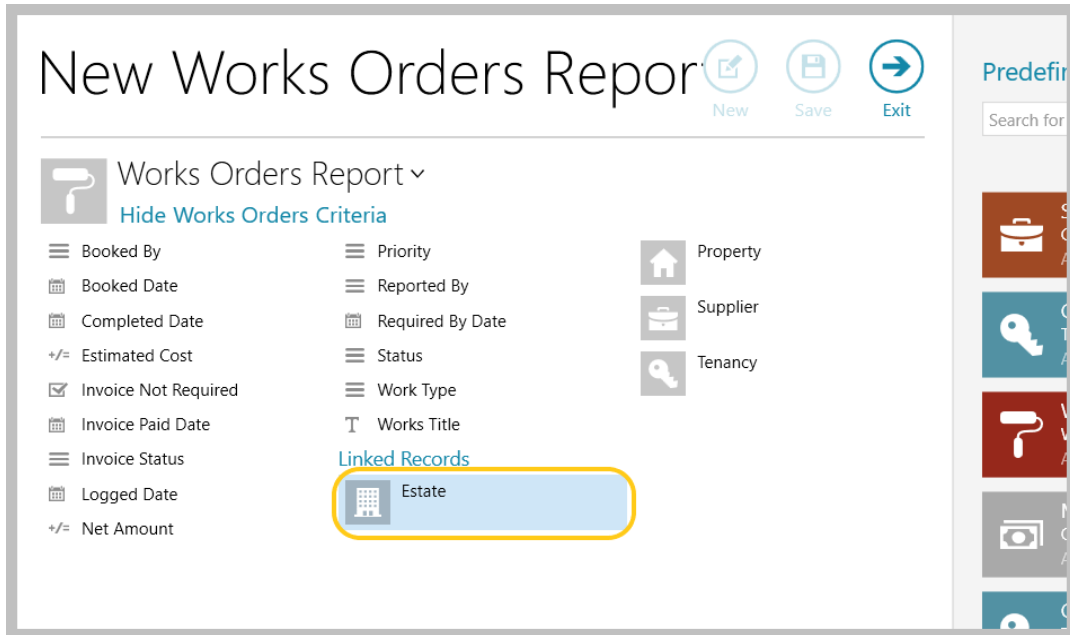 New Works Orders Repor
New
Save
Exit
Works Orders Report
Hide Works Orders Criteria
Booked By
Booked Date
Completed Date
+/= Estimated Cost
Invoice Not Required
Invoice Paid Date
Invoice Status
Logged Date
+/= Net Amount
Priority
Reported By
Required By Date
Status
Work Type
T Works Title
Linked Records
Estate
Property
Supplier
Tenancy
Predefi
Search for